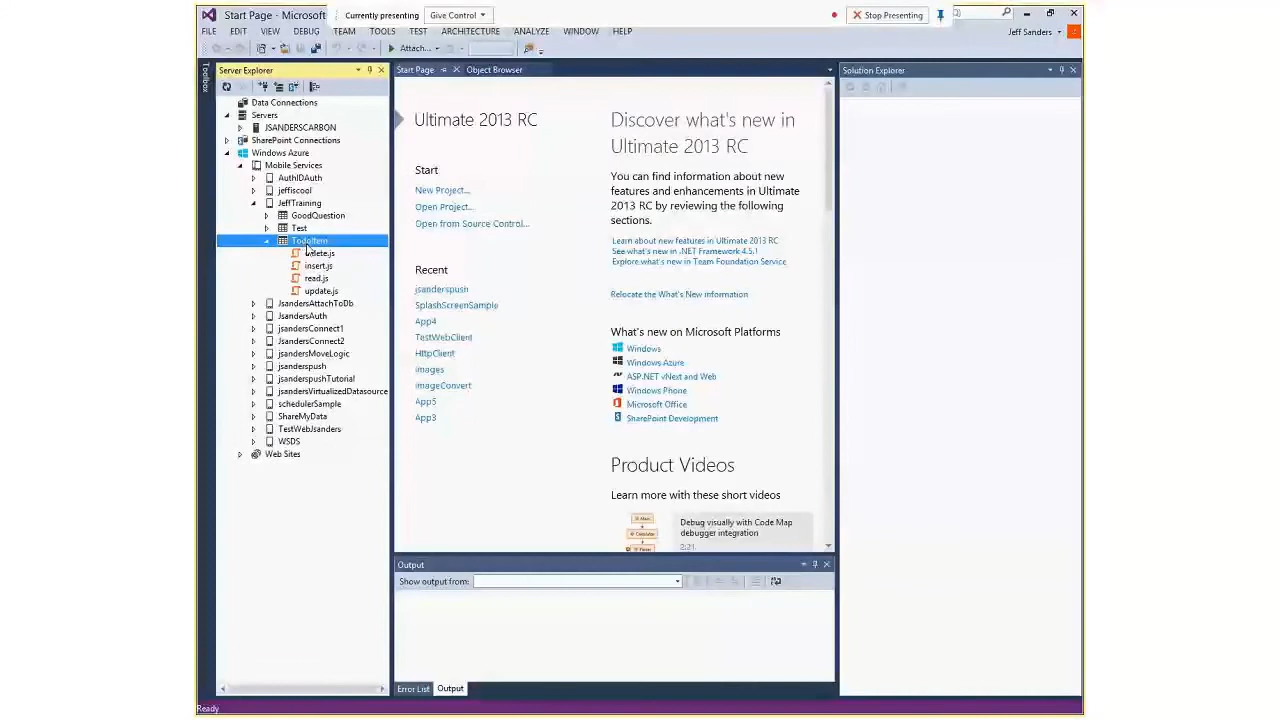 Start Page - Microsoft
Currently presenting
Give Control
Stop Presenting
FILE EDIT VIEW DEBUG TEAM TOOLS TEST ARCHITECTURE ANALYZE WINDOW HELP
Jeff Sanders
Attach...
Toolbox
Server Explorer
Data Connections
Servers
JSANDERSCARBON
SharePoint Connections
Windows Azure
Mobile Services
AuthIDAuth
jeffiscool
JeffTraining
GoodQuestion
Test
TodoItem
delete.js
insert.js
read.js
update.js
JsandersAttachToDb
JsandersAuth
jsandersConnect1
JsandersConnect2
jsandersMoveLogic
jsanderspush
jsanderspushTutorial
jsandersVirtualizedDatasource
schedulerSample
ShareMyData
TestWebJsanders
WSDS
Web Sites
Start Page
Object Browser
Ultimate 2013 RC
Start
New Project...
Open Project...
Open from Source Control...
Recent
jsanderspush
SplashScreenSample
App4
TestWebClient
HttpClient
images
imageConvert
App5
App3
Discover what's new in
Ultimate 2013 RC
You can find information about new
features and enhancements in Ultimate
2013 RC by reviewing the following
sections.
Learn about new features in Ultimate 2013 RC
See what's new in .NET Framework 4.5.1
Explore what's new in Team Foundation Service
Relocate the What's New information
What's new on Microsoft Platforms
Windows
Windows Azure
ASP.NET vNext and Web
Windows Phone
Microsoft Office
SharePoint Development
Product Videos
Learn more with these short videos
Debug visually with Code Map
debugger integration
2:21
Solution Explorer
Output
Show output from:
Error List
Output
Ready